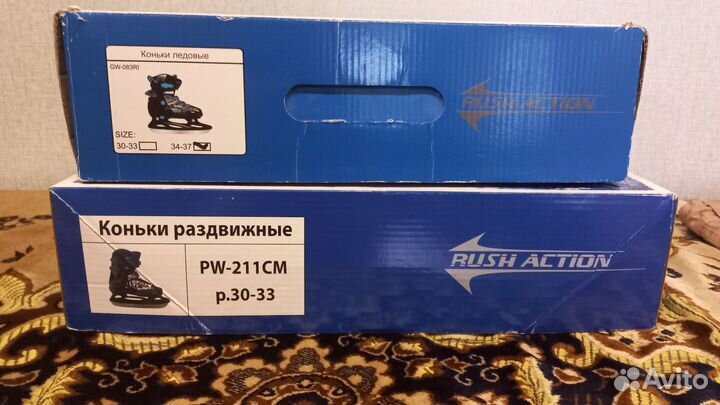 Коньки ледовые
GW-083RI
SIZE:
30-33 34-37
RUSH ACTION
Коньки раздвижные
PW-211CM
р.30-33
RUSH ACTION
Avito